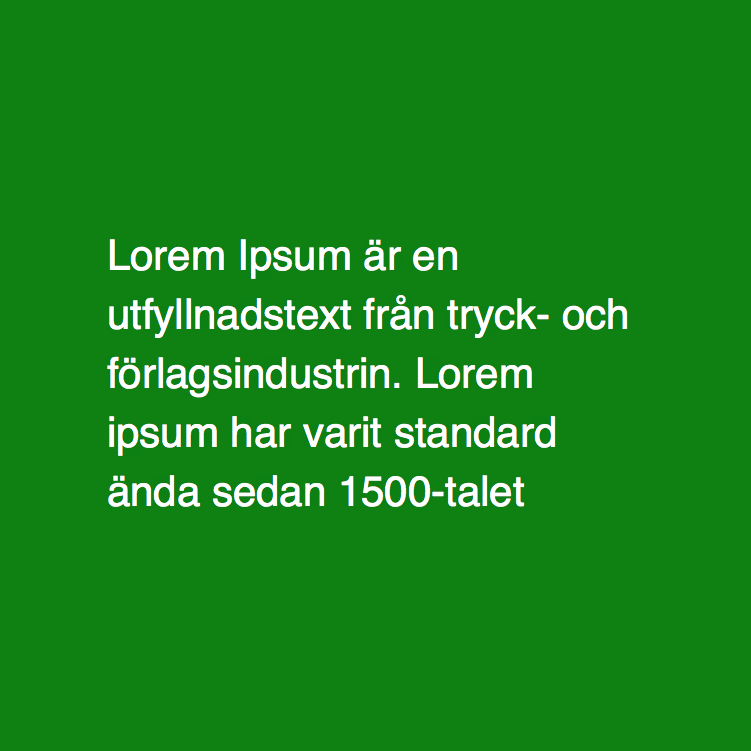 Lorem Ipsum är en
utfyllnadstext från tryck- och
förlagsindustrin. Lorem
ipsum har varit standard
ända sedan 1500-talet